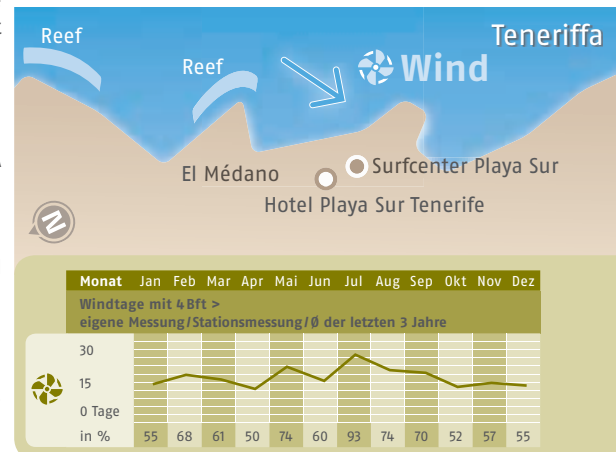 Teneriffa
Reef
Reef
Wind
El Médano
Surfcenter Playa Sur
Hotel Playa Sur Tenerife
N
Monat Jan Feb Mar Apr Mai Jun Jul Aug Sep Okt Nov Dez
Windtage mit 4 Bft >
eigene Messung/Stationsmessung/Ø der letzten 3 Jahre
30
15
0 Tage
in % 55 68 61 50 74 60 93 74 70 52 57 55